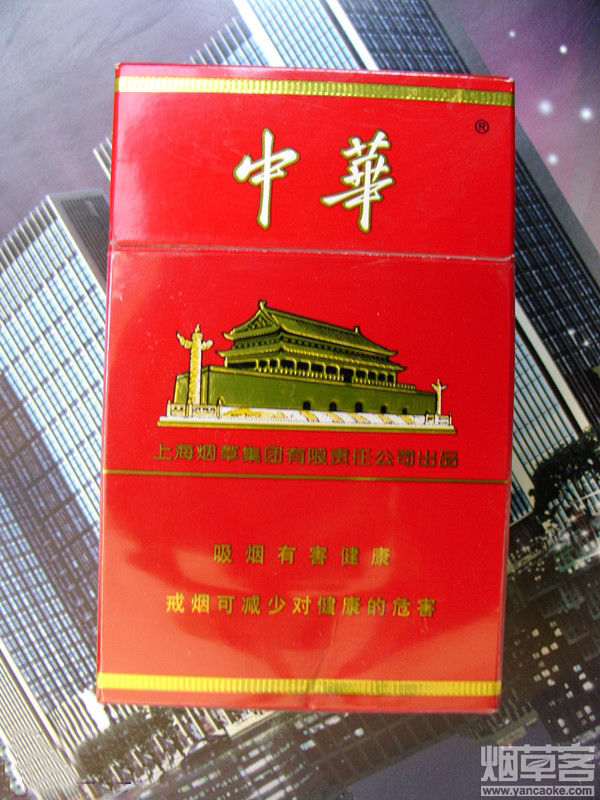 中華
®
上海烟草集团有限责任公司出品
吸烟有害健康
戒烟可减少对健康的危害
烟草客
www.yancaoke.com